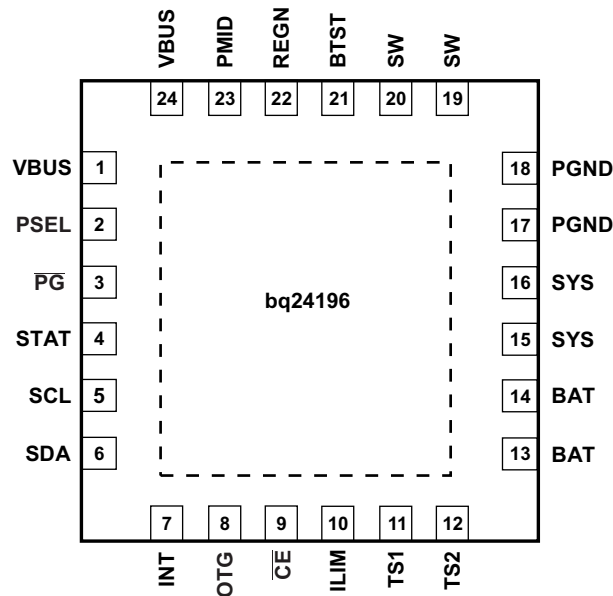 VBUS PMID REGN BTST SW SW
24 23 22 21 20 19
VBUS 1 18 PGND
PSEL 2 17 PGND
P̅G̅ 3 16 SYS
STAT 4 15 SYS
bq24196
SCL 5 14 BAT
SDA 6 13 BAT
7 8 9 10 11 12
INT OTG C̅E̅ ILIM TS1 TS2